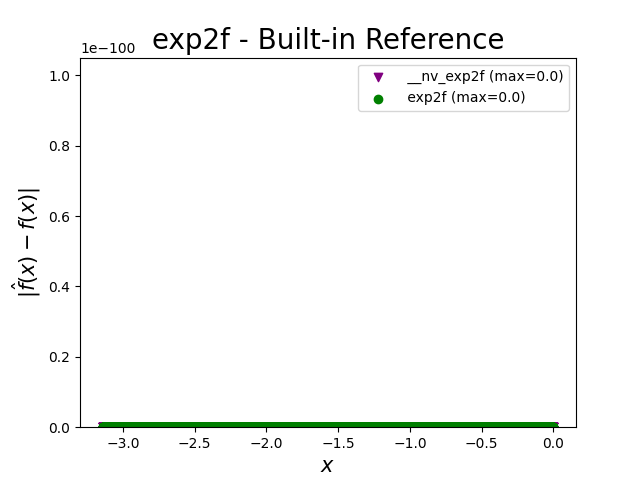 exp2f - Built-in Reference
1e−100
__nv_exp2f (max=0.0)
exp2f (max=0.0)
1.0
0.8
0.6
0.4
0.2
0.0
|f̂(x) − f(x)|
−3.0 −2.5 −2.0 −1.5 −1.0 −0.5 0.0
x